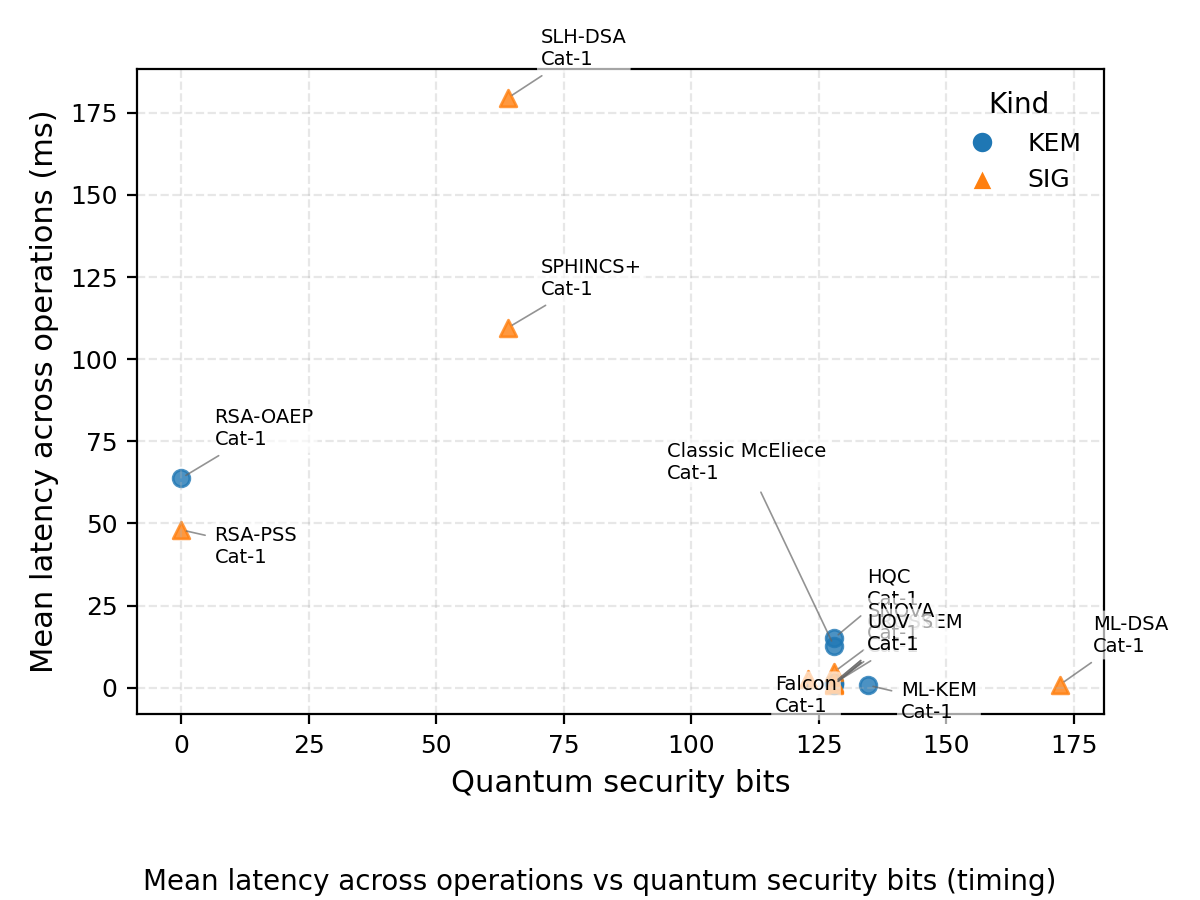 SLH-DSA
Cat-1
Mean latency across operations (ms)
175
150
125
100
75
50
25
0
Kind
KEM
SIG
SPHINCS+
Cat-1
RSA-OAEP
Cat-1
Classic McEliece
Cat-1
RSA-PSS
Cat-1
HQC
Cat-1
SNOVA
UOV
Cat-1
ML-DSA
Cat-1
Falcon
Cat-1
ML-KEM
Cat-1
0
25
50
75
100
125
150
175
Quantum security bits
Mean latency across operations vs quantum security bits (timing)